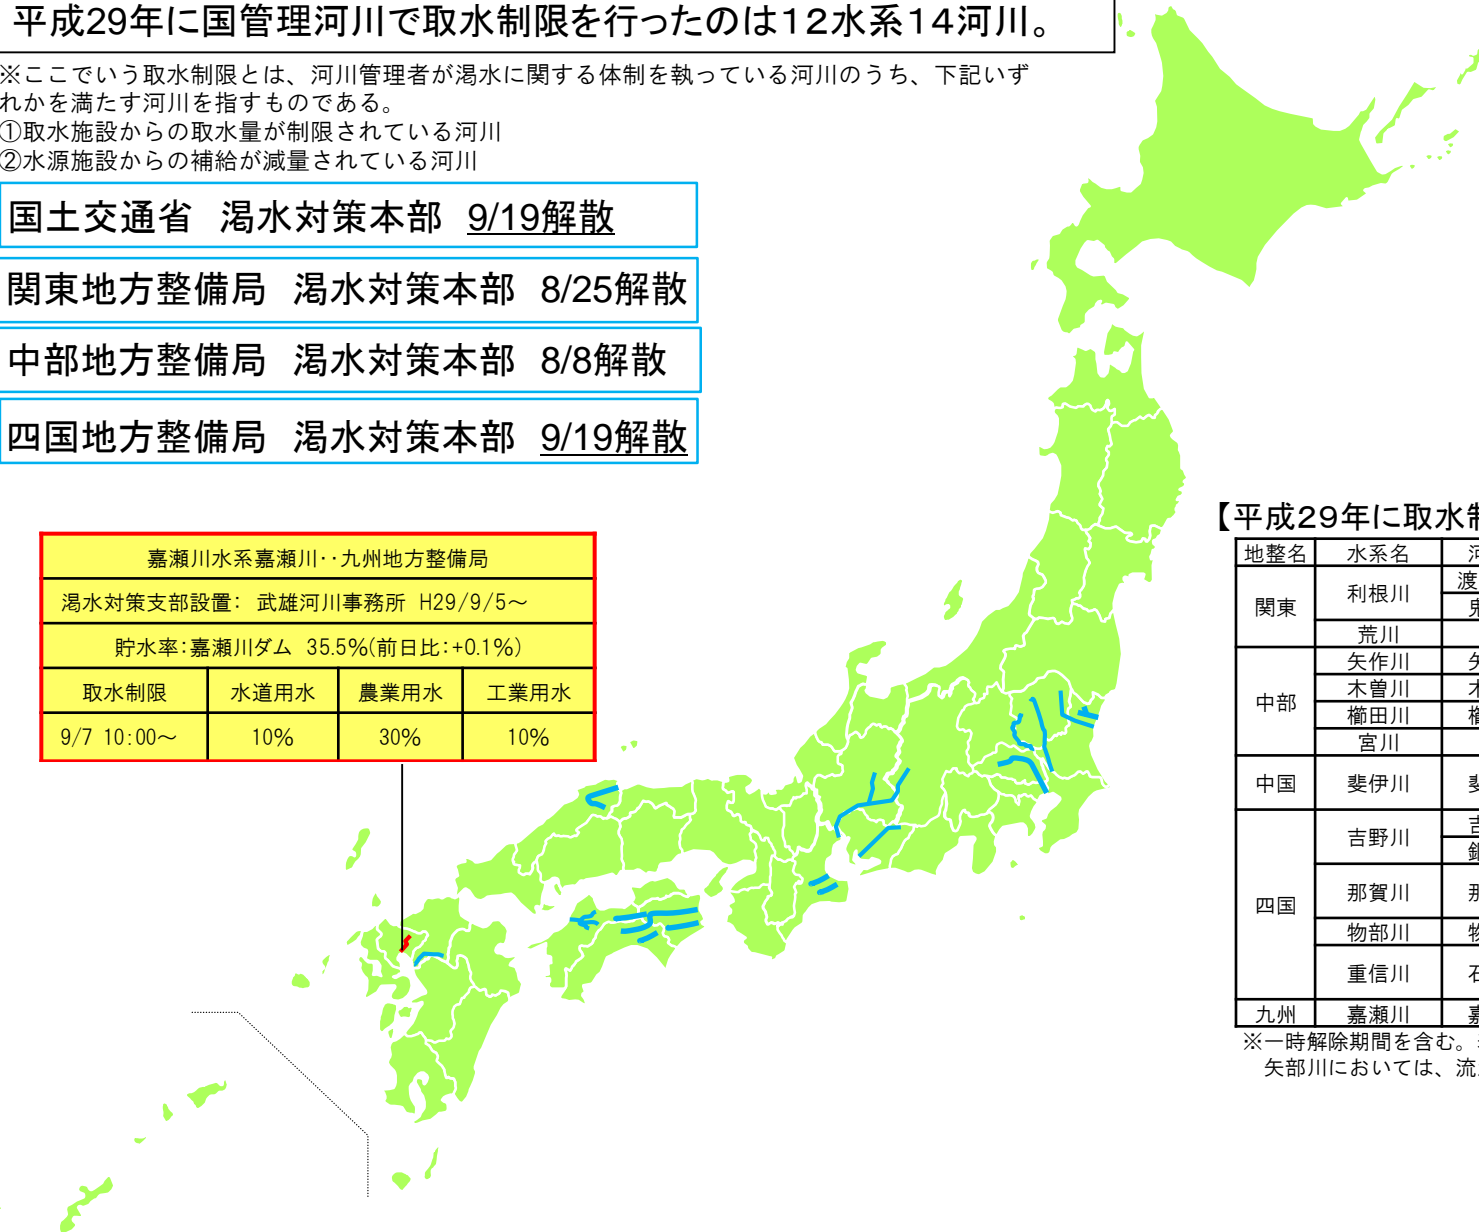 平成29年に国管理河川で取水制限を行ったのは12水系14河川。
※ここでいう取水制限とは、河川管理者が渇水に関する体制を執っている河川のうち、下記いず
れかを満たす河川を指すものである。
①取水施設からの取水量が制限されている河川
②水源施設からの補給が減量されている河川
国土交通省 渇水対策本部 9/19解散
関東地方整備局 渇水対策本部 8/25解散
中部地方整備局 渇水対策本部 8/8解散
四国地方整備局 渇水対策本部 9/19解散
嘉瀬川水系嘉瀬川‥九州地方整備局
渇水対策支部設置： 武雄河川事務所 H29/9/5～
貯水率：嘉瀬川ダム 35.5%(前日比：+0.1%)
取水制限 水道用水 農業用水 工業用水
9/7 10:00～ 10% 30% 10%
【平成29年に取水制
地整名 水系名 河
関東 利根川 渡
鬼
荒川
中部 矢作川 矢
木曽川 木
櫛田川 櫛
宮川
中国 斐伊川 斐
四国 吉野川 吉
銅
那賀川 那
物部川 物
重信川 石
九州 嘉瀬川 嘉
※一時解除期間を含む。
矢部川においては、流